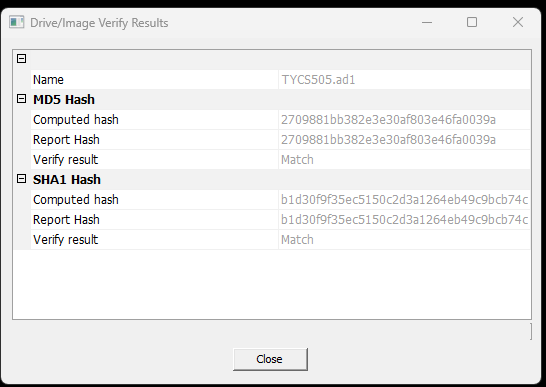 Drive/Image Verify Results
Name TYCS505.ad1
MD5 Hash
Computed hash 2709881bb382e3e30af803e46fa0039a
Report Hash 2709881bb382e3e30af803e46fa0039a
Verify result Match
SHA1 Hash
Computed hash b1d30f9f35ec5150c2d3a1264eb49c9bcb74c
Report Hash b1d30f9f35ec5150c2d3a1264eb49c9bcb74c
Verify result Match
Close